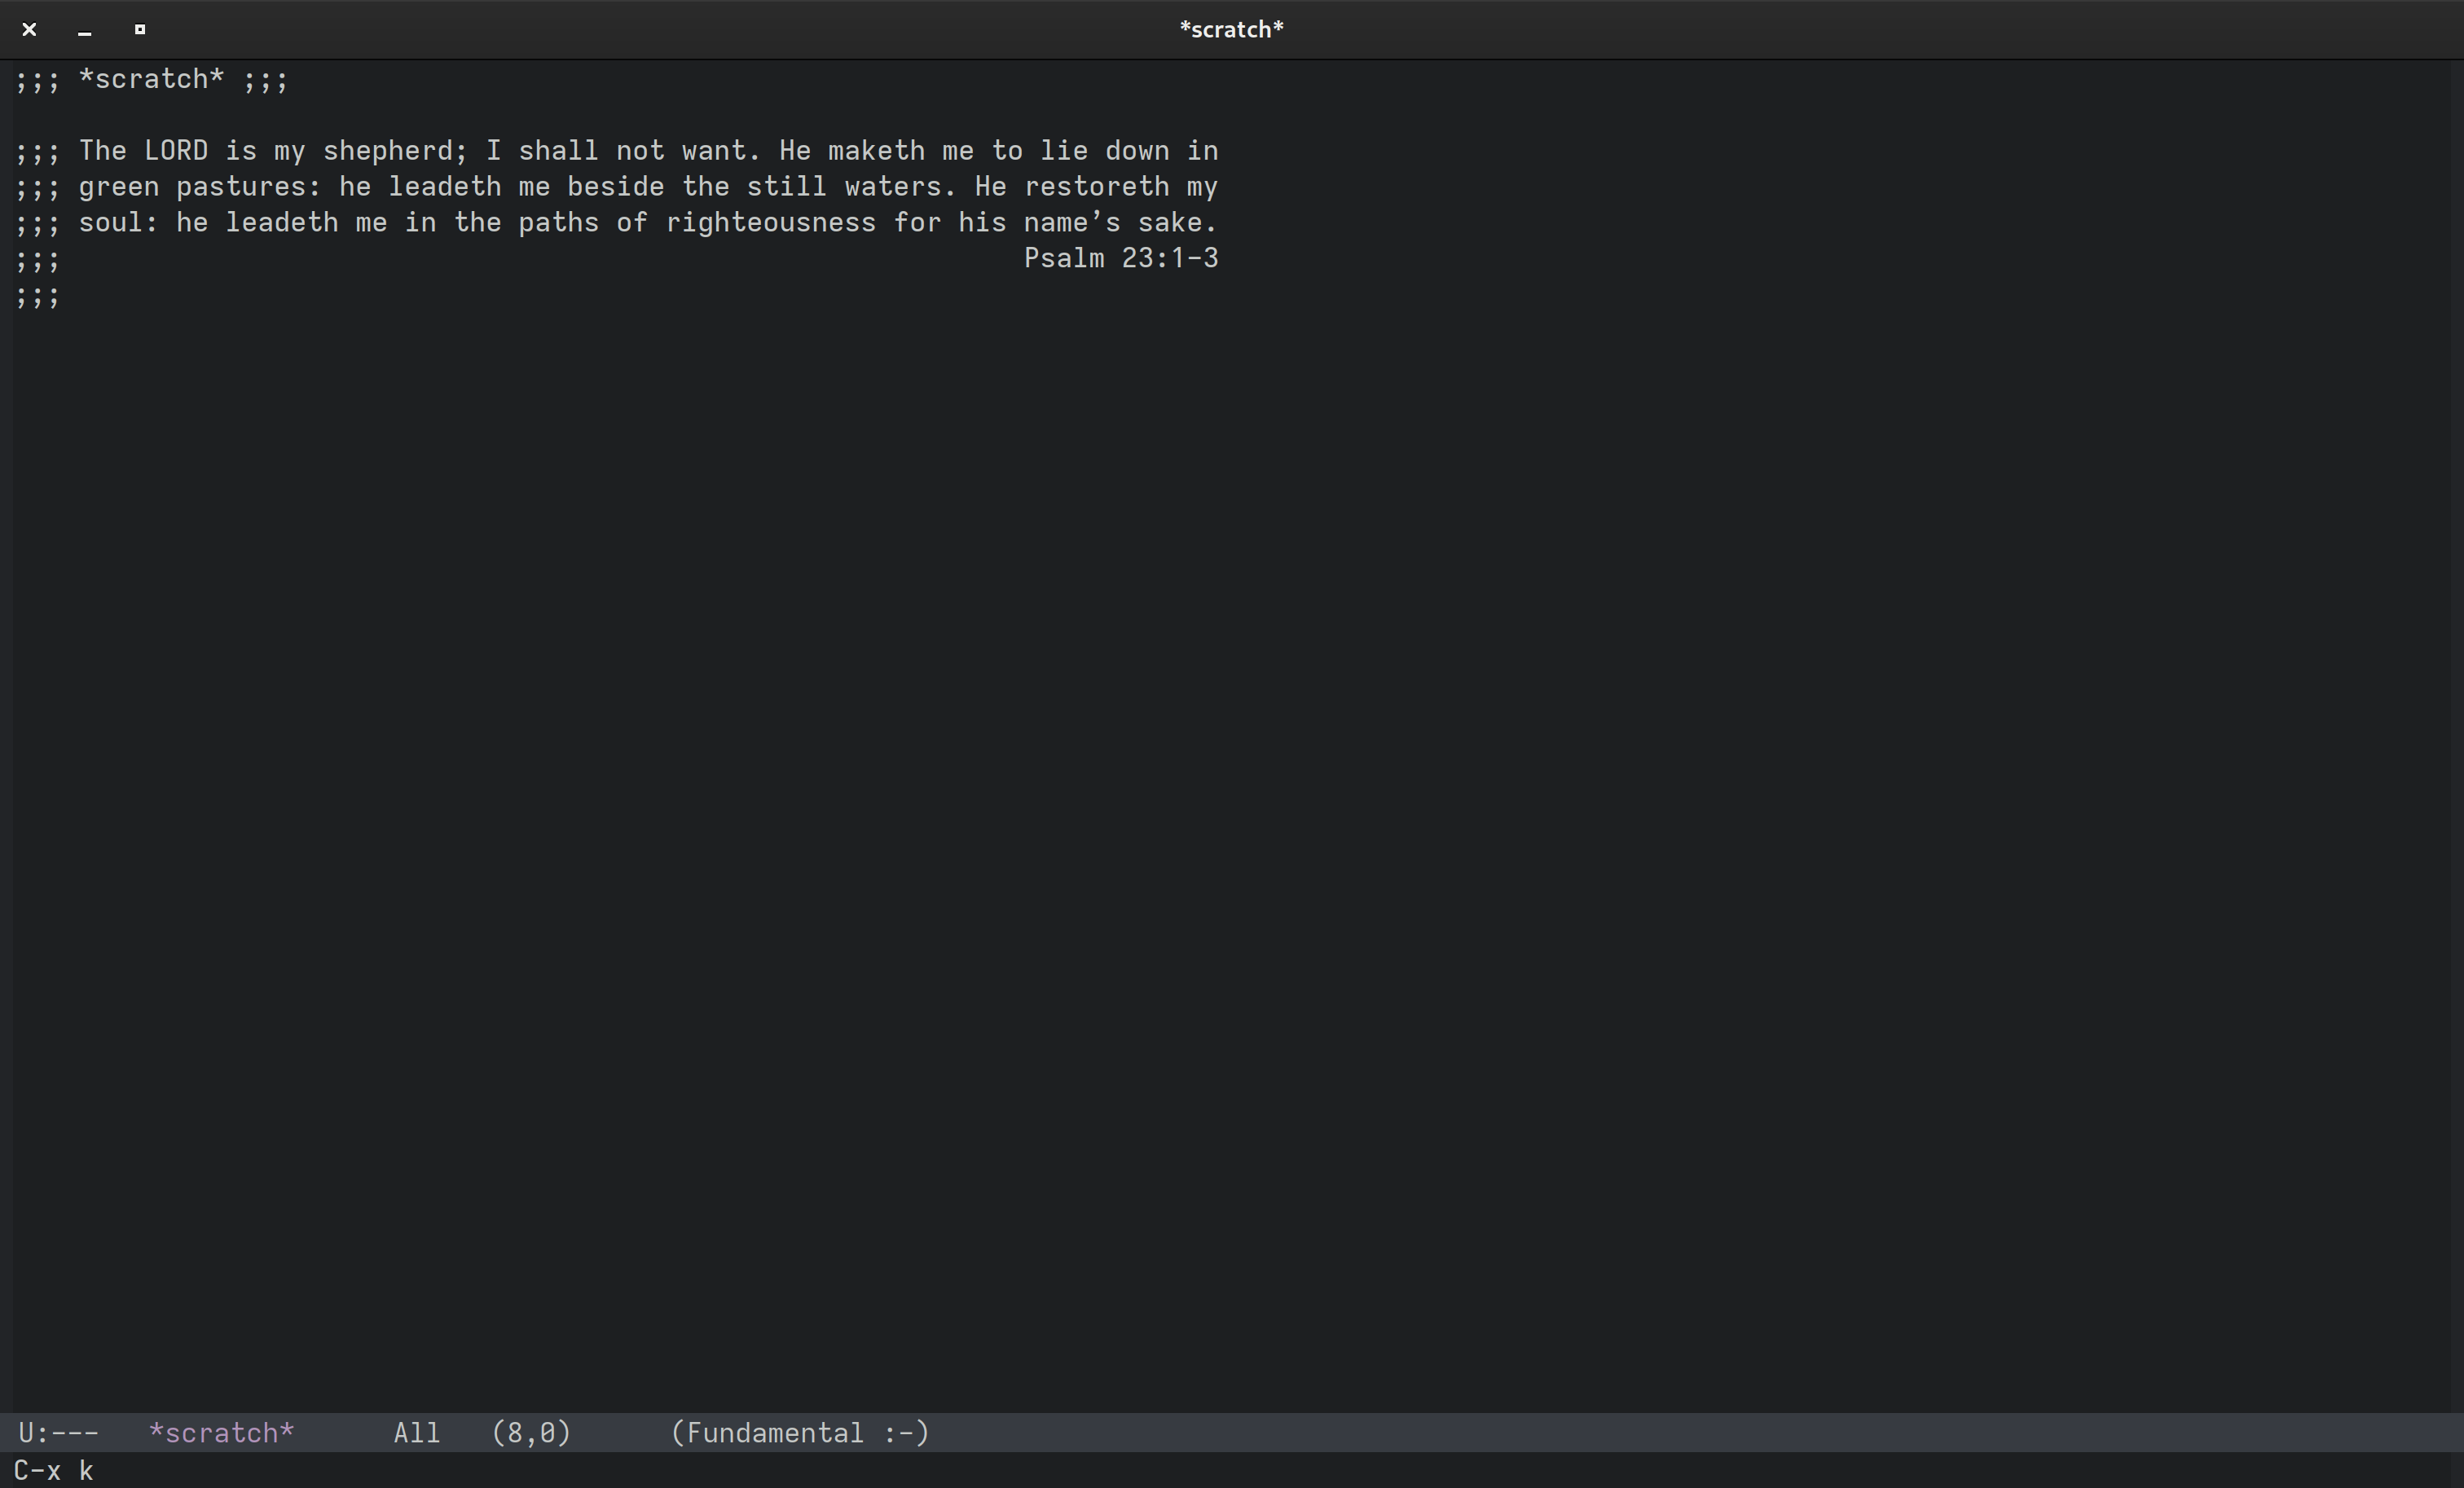 *scratch*
;;; *scratch* ;;;
;;; The LORD is my shepherd; I shall not want. He maketh me to lie down in
;;; green pastures: he leadeth me beside the still waters. He restoreth my
;;; soul: he leadeth me in the paths of righteousness for his name’s sake.
;;;                                                           Psalm 23:1-3
;;;
U:---   *scratch*      All   (8,0)      (Fundamental :-)
C-x k